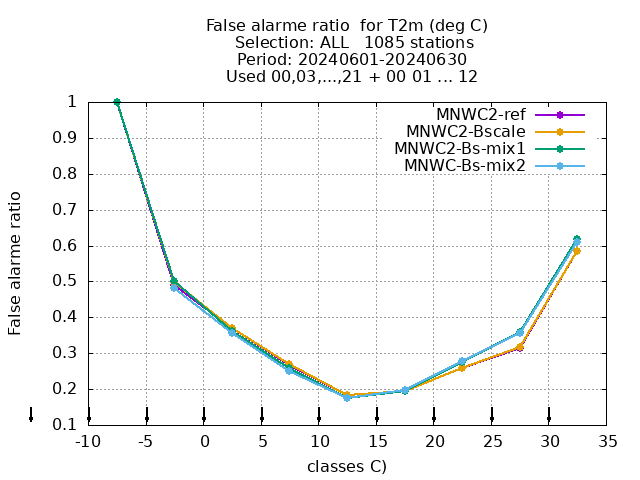 False alarme ratio  for T2m (deg C)
Selection: ALL   1085 stations
Period: 20240601-20240630
Used 00,03,...,21 + 00 01 ... 12
MNWC2-ref
MNWC2-Bscale
MNWC2-Bs-mix1
MNWC-Bs-mix2
False alarme ratio
1
0.9
0.8
0.7
0.6
0.5
0.4
0.3
0.2
0.1
-10 -5 0 5 10 15 20 25 30 35
classes C)